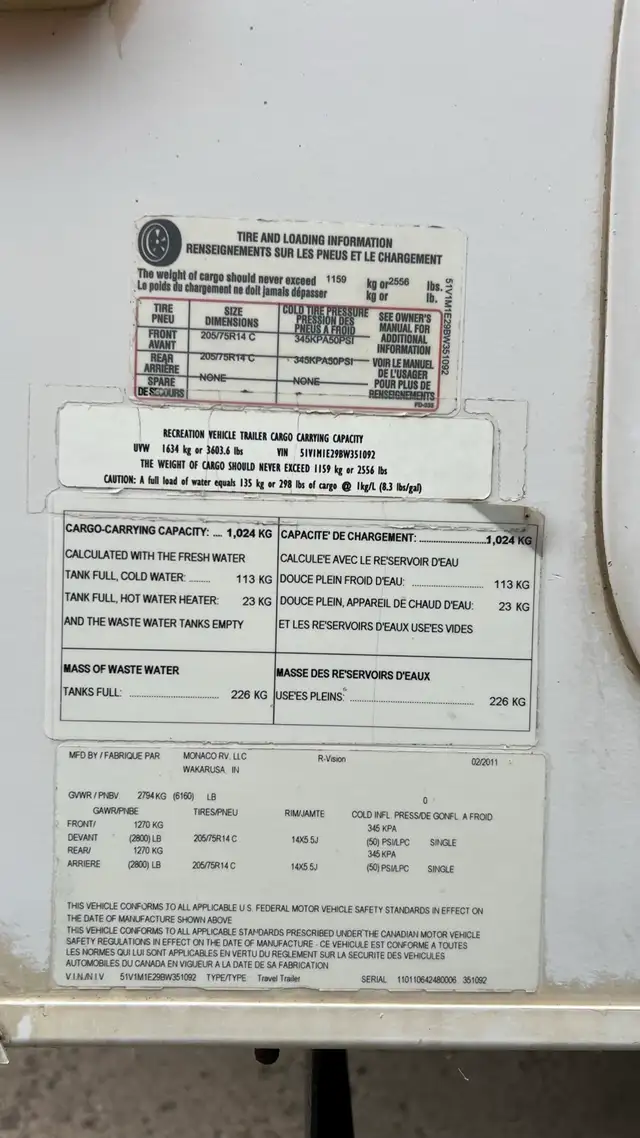 TIRE AND LOADING INFORMATION
RENSEIGNEMENTS SUR LES PNEUS ET LE CHARGEMENT
The weight of cargo should never exceed 1159 kg or 2556 lbs.
Le poids du chargement ne doit jamais dépasser kg or lb.
TIRE PNEU SIZE DIMENSIONS COLD TIRE PRESSURE PRESSION DES PNEUS A FROID
FRONT AVANT 205/75R14 C 345KPA50PSI
REAR ARRIÈRE 205/75R14 C 345KPA50PSI
SPARE DE SECOURS NONE NONE
SEE OWNER'S
MANUAL FOR
ADDITIONAL
INFORMATION
VOIR LE MANUEL
DE L'USAGER
POUR PLUS DE
RENSEIGNEMENTS
51V1M1E29BW351092
RECREATION VEHICLE TRAILER CARGO CARRYING CAPACITY
UVW 1634 kg or 3603.6 lbs VIN 51V1M1E29BW351092
THE WEIGHT OF CARGO SHOULD NEVER EXCEED 1159 kg or 2556 lbs
CAUTION: A full load of water equals 135 kg or 298 lbs of cargo @ 1kg/L (8.3 lbs/gal)
CARGO-CARRYING CAPACITY: .... 1,024 KG
CALCULATED WITH THE FRESH WATER
TANK FULL, COLD WATER: ........ 113 KG
TANK FULL, HOT WATER HEATER: 23 KG
AND THE WASTE WATER TANKS EMPTY
MASS OF WASTE WATER
TANKS FULL: ................................ 226 KG
CAPACITE' DE CHARGEMENT: ........................1,024 KG
CALCULE'E AVEC LE RE'SERVOIR D'EAU
DOUCE PLEIN FROID D'EAU: .......................... 113 KG
DOUCE PLEIN, APPAREIL DE CHAUD D'EAU: 23 KG
ET LES RE'SERVOIRS D'EAUX USE'ES VIDES
MASSE DES RE'SERVOIRS D'EAUX
USE'ES PLEINS: ............................................ 226 KG
MFD BY / FABRIQUE PAR MONACO RV, LLC R-Vision 02/2011
WAKARUSA, IN
GVWR / PNBV 2794 KG (6160) LB 0
GAWR/PNBE TIRES/PNEU RIM/JAMTE COLD INFL. PRESS/DE GONFL. A FROID
FRONT/ 1270 KG 345 KPA
DEVANT (2800) LB 205/75R14 C 14X5.5J (50) PSI/LPC SINGLE
REAR/ 1270 KG 345 KPA
ARRIERE (2800) LB 205/75R14 C 14X5.5J (50) PSI/LPC SINGLE
THIS VEHICLE CONFORMS TO ALL APPLICABLE U.S. FEDERAL MOTOR VEHICLE SAFETY STANDARDS IN EFFECT ON
THE DATE OF MANUFACTURE SHOWN ABOVE
THIS VEHICLE CONFORMS TO ALL APPLICABLE STANDARDS PRESCRIBED UNDER THE CANADIAN MOTOR VEHICLE
SAFETY REGULATIONS IN EFFECT ON THE DATE OF MANUFACTURE - CE VEHICULE EST CONFORME A TOUTES
LES NORMES QUI LUI SONT APPLICABLES EN VERTU DU REGLEMENT SUR LA SECURITE DES VEHICULES
AUTOMOBILES DU CANADA EN VIGUEUR A LA DATE DE SA FABRICATION
V.I.N./N.I.V 51V1M1E29BW351092 TYPE/TYPE Travel Trailer SERIAL 110110642480006 351092